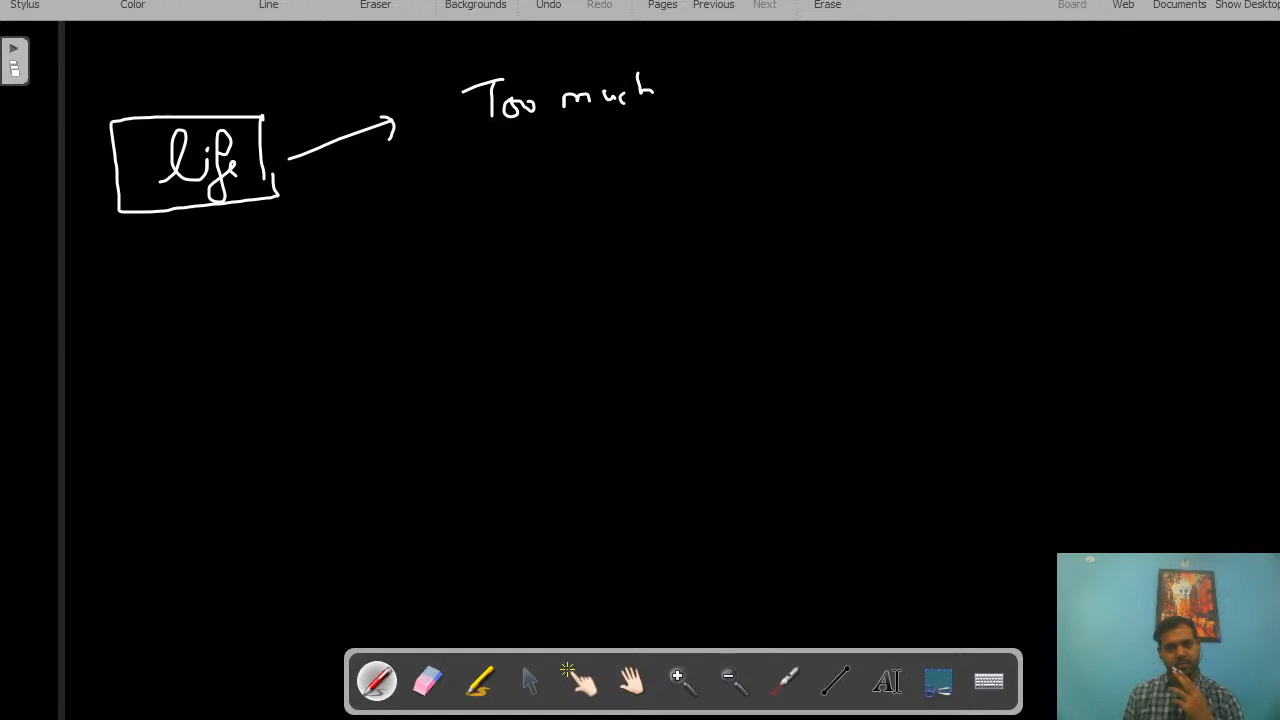 Stylus Color Line Eraser Backgrounds Undo Redo Pages Previous Next Erase Board Web Documents Show Desktop
Too much
life
AI